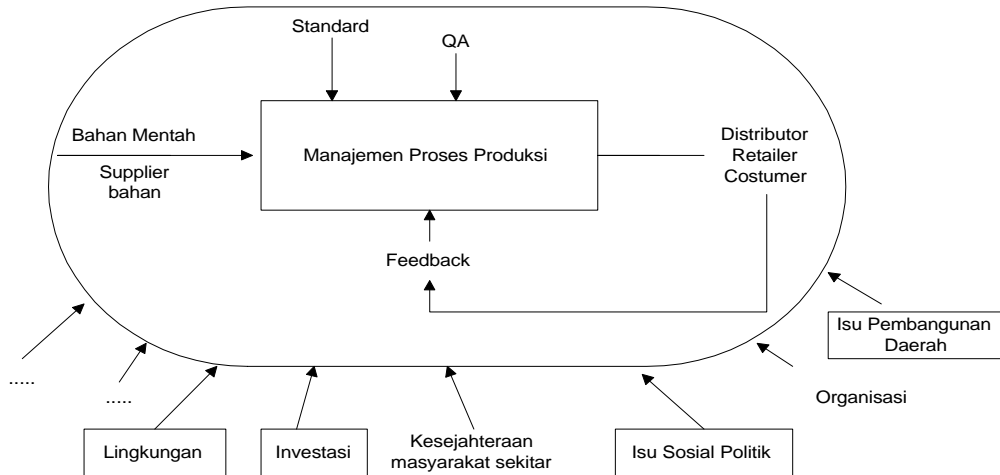 Standard
QA
Bahan Mentah
Supplier
bahan
Manajemen Proses Produksi
Distributor
Retailer
Costumer
Feedback
Isu Pembangunan
Daerah
.....
.....
Organisasi
Lingkungan
Investasi
Kesejahteraan
masyarakat sekitar
Isu Sosial Politik